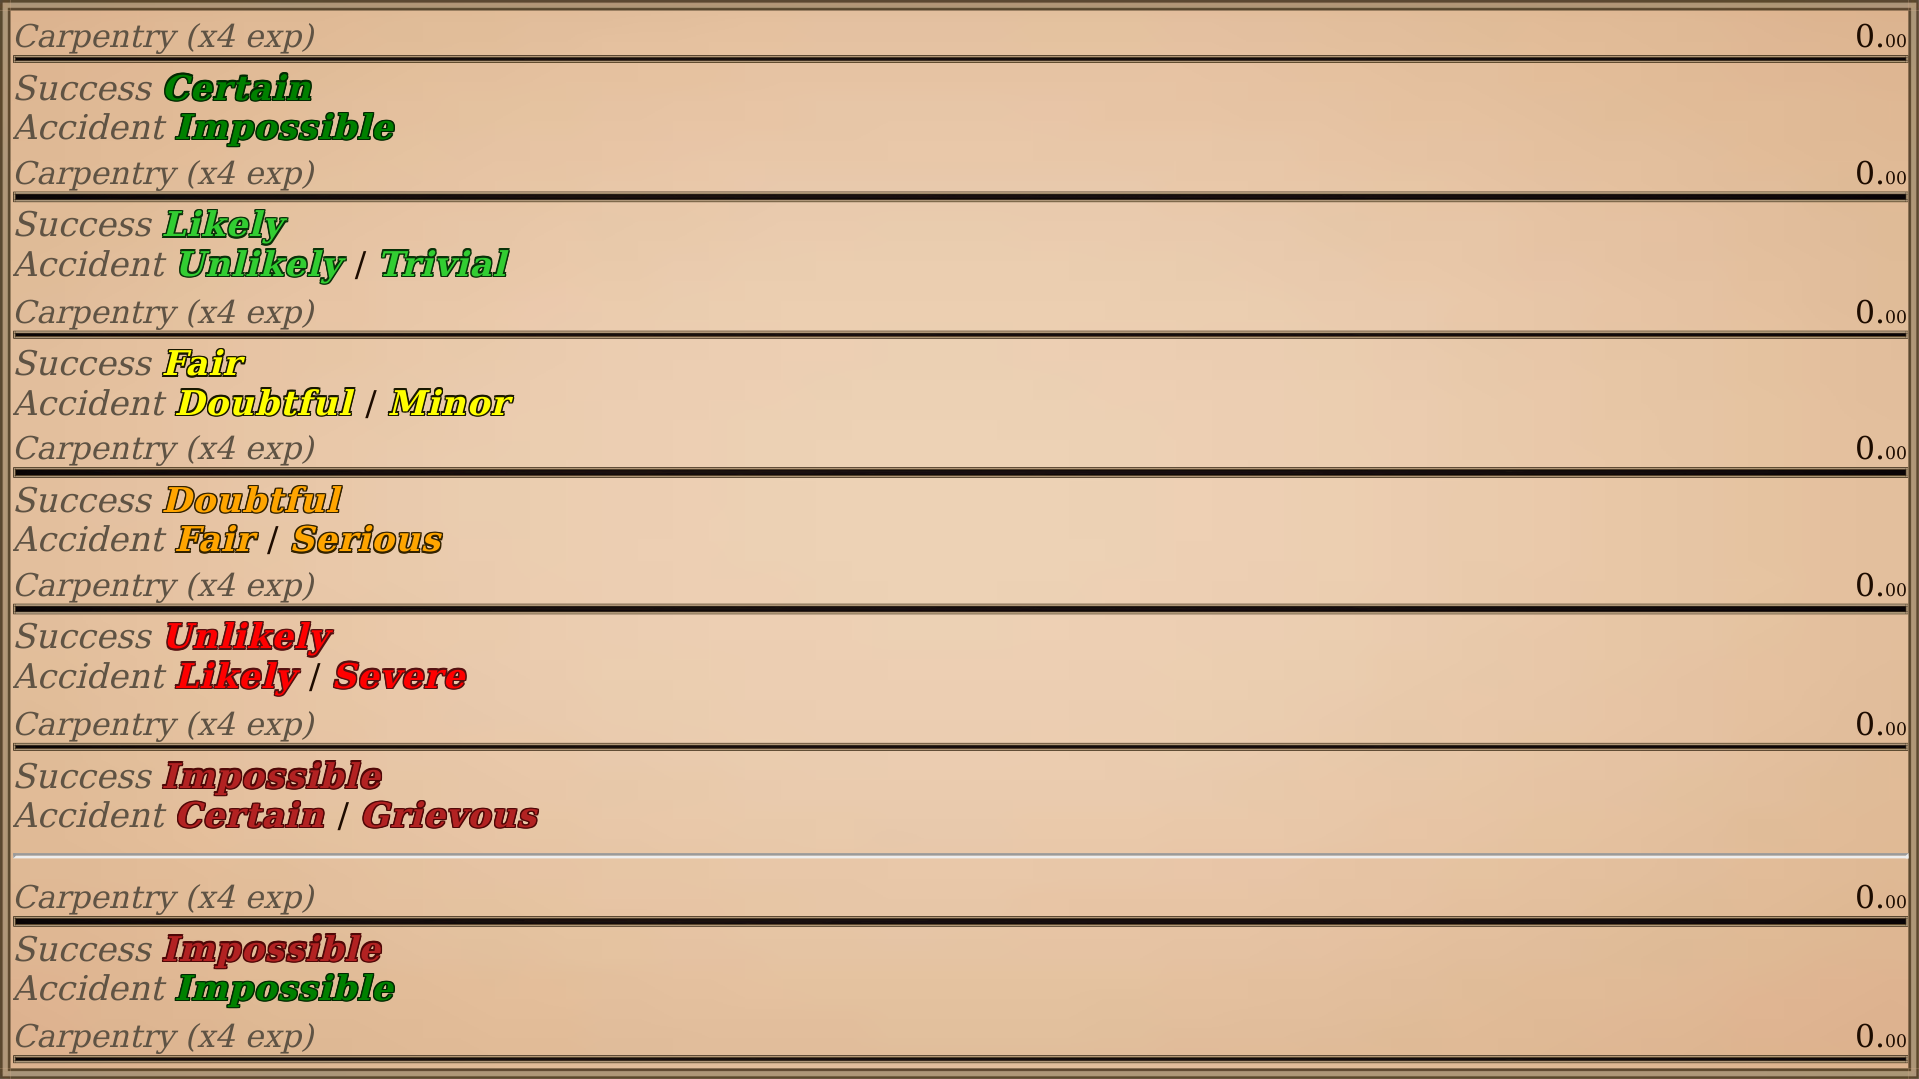 Carpentry (x4 exp) 0.00
Success Certain
Accident Impossible
Carpentry (x4 exp) 0.00
Success Likely
Accident Unlikely / Trivial
Carpentry (x4 exp) 0.00
Success Fair
Accident Doubtful / Minor
Carpentry (x4 exp) 0.00
Success Doubtful
Accident Fair / Serious
Carpentry (x4 exp) 0.00
Success Unlikely
Accident Likely / Severe
Carpentry (x4 exp) 0.00
Success Impossible
Accident Certain / Grievous
Carpentry (x4 exp) 0.00
Success Impossible
Accident Impossible
Carpentry (x4 exp) 0.00